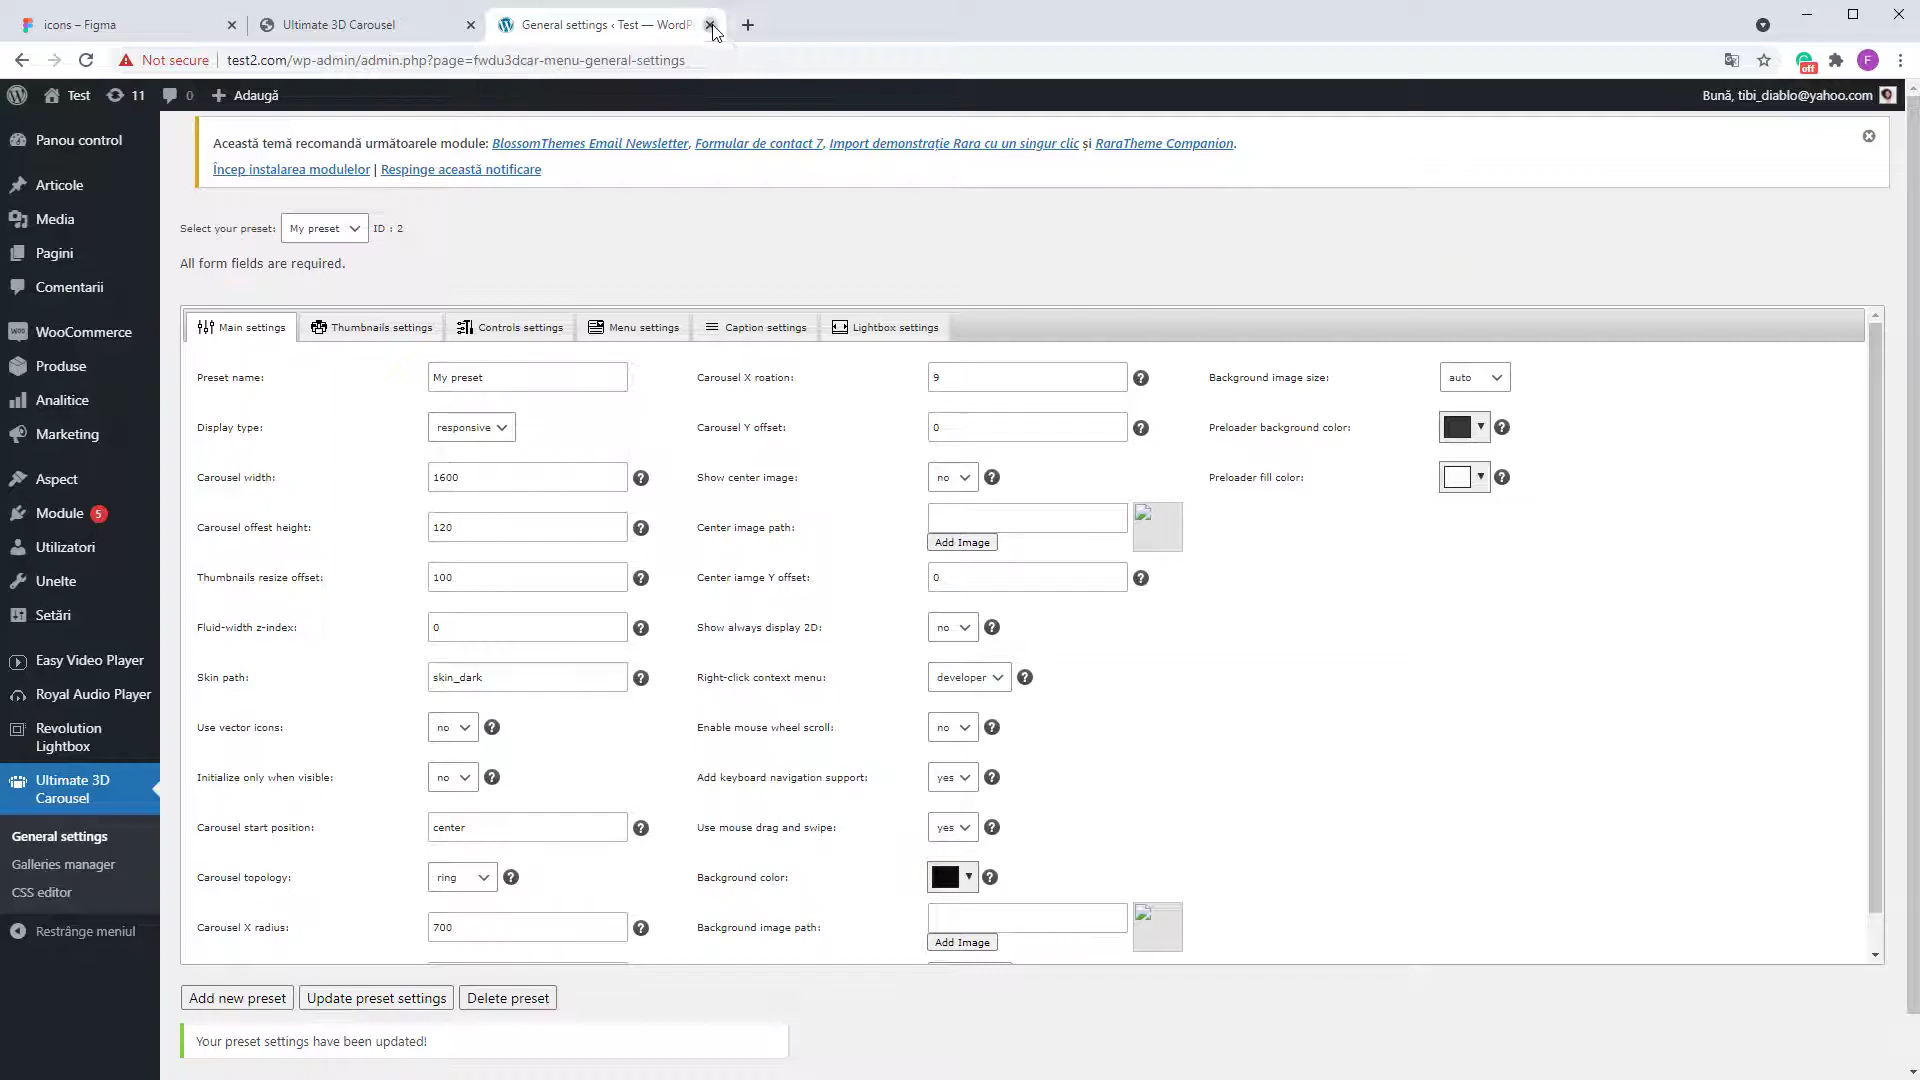 icons – Figma
Ultimate 3D Carousel
General settings ‹ Test — WordP
Not secure
test2.com/wp-admin/admin.php?page=fwdu3dcar-menu-general-settings
off
F
Test
11
0
Adaugă
Bună, tibi_diablo@yahoo.com
Panou control
Articole
Media
Pagini
Comentarii
WooCommerce
Produse
Analitice
Marketing
Aspect
Module 5
Utilizatori
Unelte
Setări
Easy Video Player
Royal Audio Player
Revolution
Lightbox
Ultimate 3D
Carousel
General settings
Galleries manager
CSS editor
Restrânge meniul
Această temă recomandă următoarele module: BlossomThemes Email Newsletter, Formular de contact 7, Import demonstrație Rara cu un singur clic și RaraTheme Companion.
Încep instalarea modulelor | Respinge această notificare
Select your preset: My preset ID : 2
All form fields are required.
Main settings
Thumbnails settings
Controls settings
Menu settings
Caption settings
Lightbox settings
Preset name: My preset
Display type: responsive
Carousel width: 1600
Carousel offest height: 120
Thumbnails resize offset: 100
Fluid-width z-index: 0
Skin path: skin_dark
Use vector icons: no
Initialize only when visible: no
Carousel start position: center
Carousel topology: ring
Carousel X radius: 700
Carousel X roation: 9
Carousel Y offset: 0
Show center image: no
Center image path:
Add Image
Center iamge Y offset: 0
Show always display 2D: no
Right-click context menu: developer
Enable mouse wheel scroll: no
Add keyboard navigation support: yes
Use mouse drag and swipe: yes
Background color:
Background image path:
Add Image
Background image size: auto
Preloader background color:
Preloader fill color:
Add new preset
Update preset settings
Delete preset
Your preset settings have been updated!